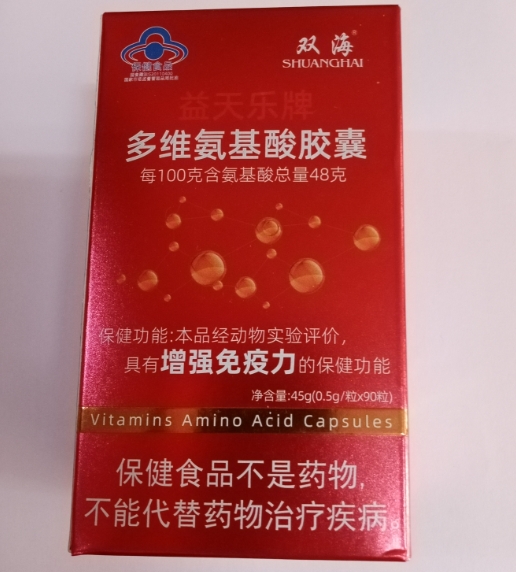 保健食品
双海®
SHUANGHAI
益天乐牌
多维氨基酸胶囊
每100克含氨基酸总量48克
保健功能:本品经动物实验评价,
具有增强免疫力的保健功能
净含量:45g(0.5g/粒x90粒)
Vitamins Amino Acid Capsules
保健食品不是药物,
不能代替药物治疗疾病。